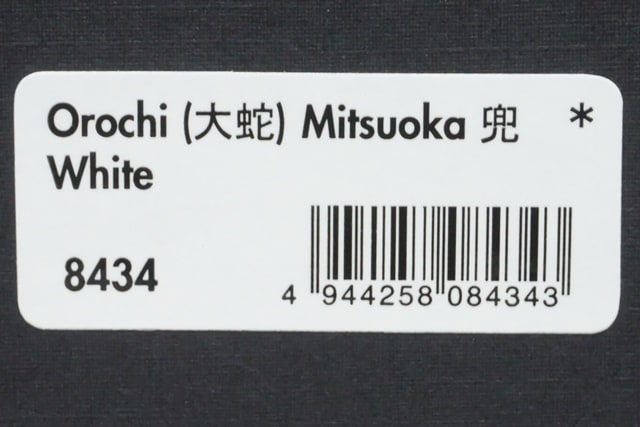 Orochi (大蛇) Mitsuoka 兜 *
White
8434
4 944258 084343